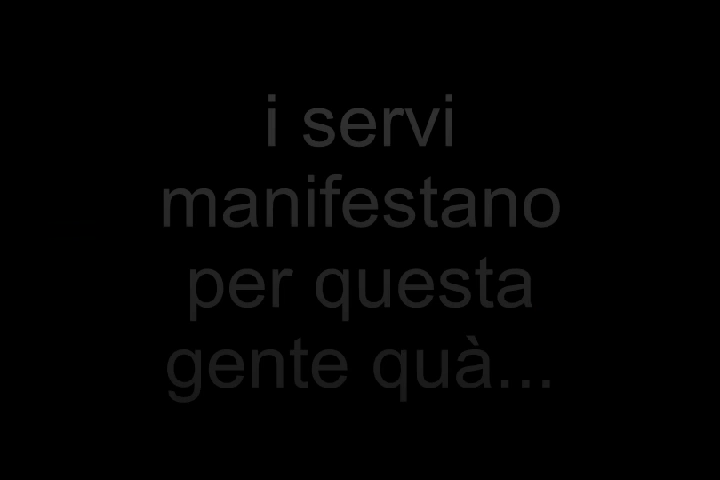 i servi
manifestano
per questa
gente quà...